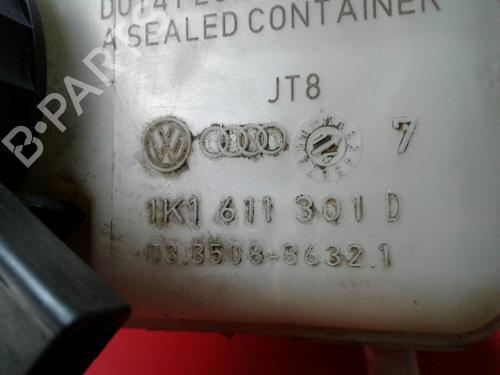 A SEALED CONTAINER
JT8
7
1K1 611 301 D
03.3508-8632.1
B-PARTS